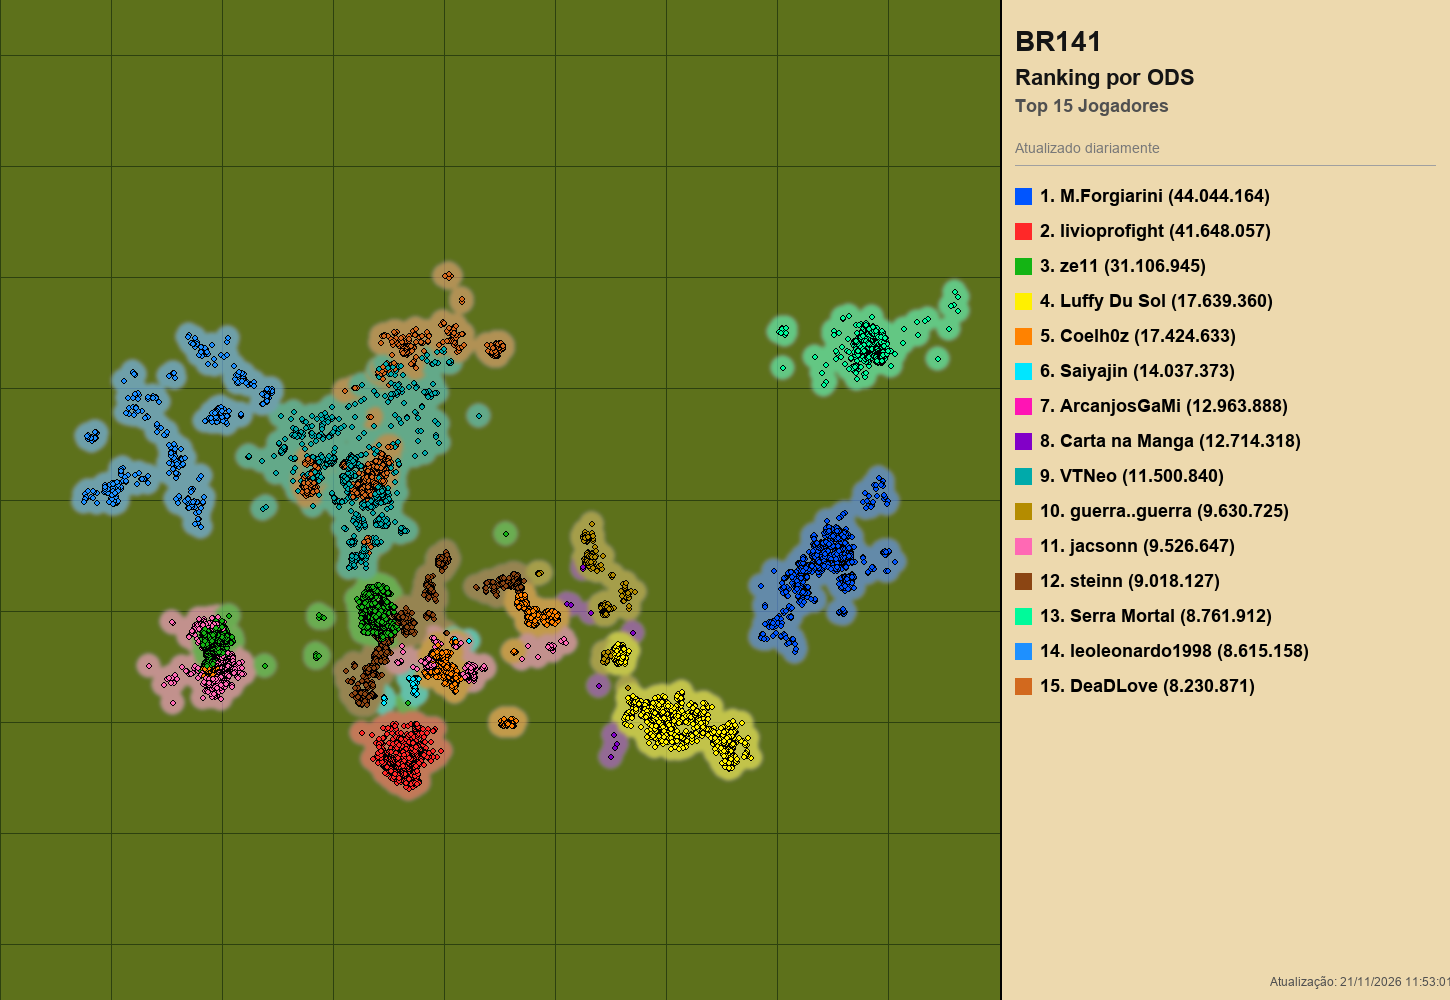 BR141
Ranking por ODS
Top 15 Jogadores
Atualizado diariamente
1. M.Forgiarini (44.044.164)
2. livioprofight (41.648.057)
3. ze11 (31.106.945)
4. Luffy Du Sol (17.639.360)
5. Coelh0z (17.424.633)
6. Saiyajin (14.037.373)
7. ArcanjosGaMi (12.963.888)
8. Carta na Manga (12.714.318)
9. VTNeo (11.500.840)
10. guerra..guerra (9.630.725)
11. jacsonn (9.526.647)
12. steinn (9.018.127)
13. Serra Mortal (8.761.912)
14. leoleonardo1998 (8.615.158)
15. DeaDLove (8.230.871)
Atualização: 21/11/2026 11:53:01